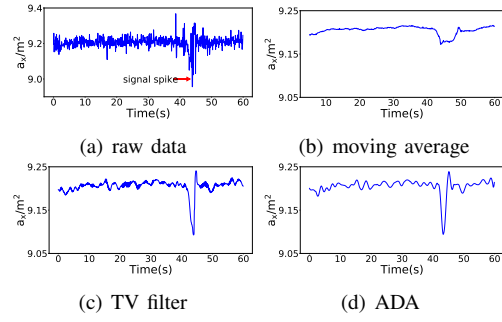 9.4
9.2
9.0
a_x/m^2
signal spike
0 10 20 30 40 50 60
Time(s)
(a) raw data
9.25
9.15
9.05
a_x/m^2
0 10 20 30 40 50 60
Time(s)
(b) moving average
9.25
9.15
9.05
a_x/m^2
0 10 20 30 40 50 60
Time(s)
(c) TV filter
9.25
9.15
9.05
a_x/m^2
0 10 20 30 40 50 60
Time(s)
(d) ADA